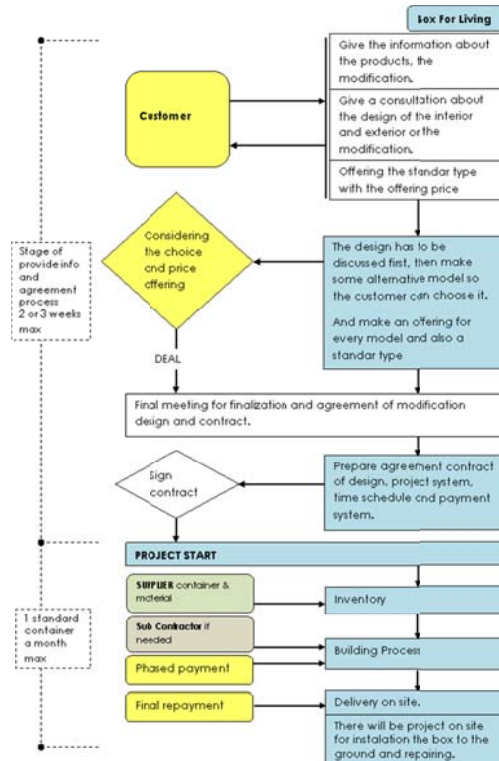 Box For Living
Give the information about
the products, the
modification.
Customer
Give a consultation about
the design of the interior
and exterior or the
modification.
Offering the standar type
with the offering price
Considering
the choice
and price
offering
The design has to be
discussed first, then make
some alternative model so
the customer can choose it.
And make an offering for
every model and also a
standar type
Stage of
provide info
and
agreement
process
2 or 3 weeks
max
DEAL
Final meeting for finalization and agreement of modification
design and contract.
Sign
contract
Prepare agreement contract
of design, project system,
time schedule and payment
system.
PROJECT START
1 standard
container
a month
max
SUPPLIER container &
material
Inventory
Sub Contractor if
needed
Building Process
Phased payment
Final repayment
Delivery on site.
There will be project on site
for instalation the box to the
ground and repairing.